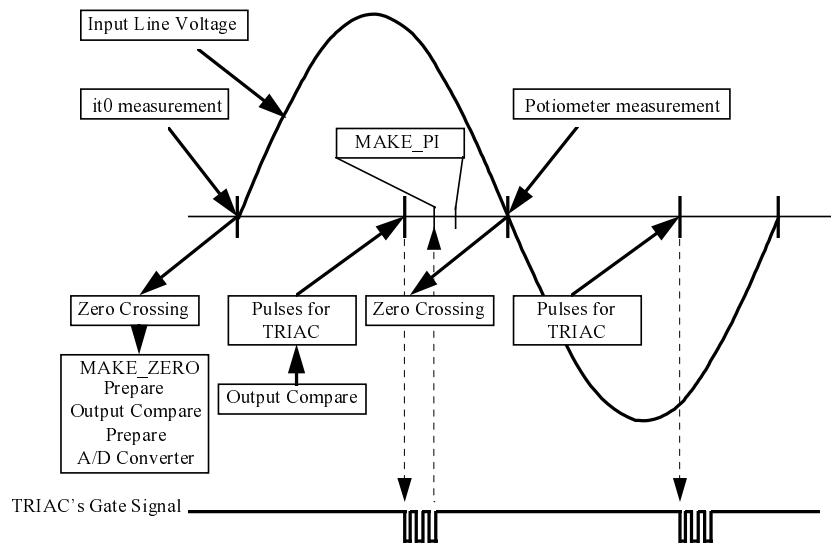 Input Line Voltage
it0 measurement
Potiometer measurement
MAKE_PI
Zero Crossing
Pulses for
TRIAC
Zero Crossing
Pulses for
TRIAC
MAKE_ZERO
Prepare
Output Compare
Prepare
A/D Converter
Output Compare
TRIAC's Gate Signal